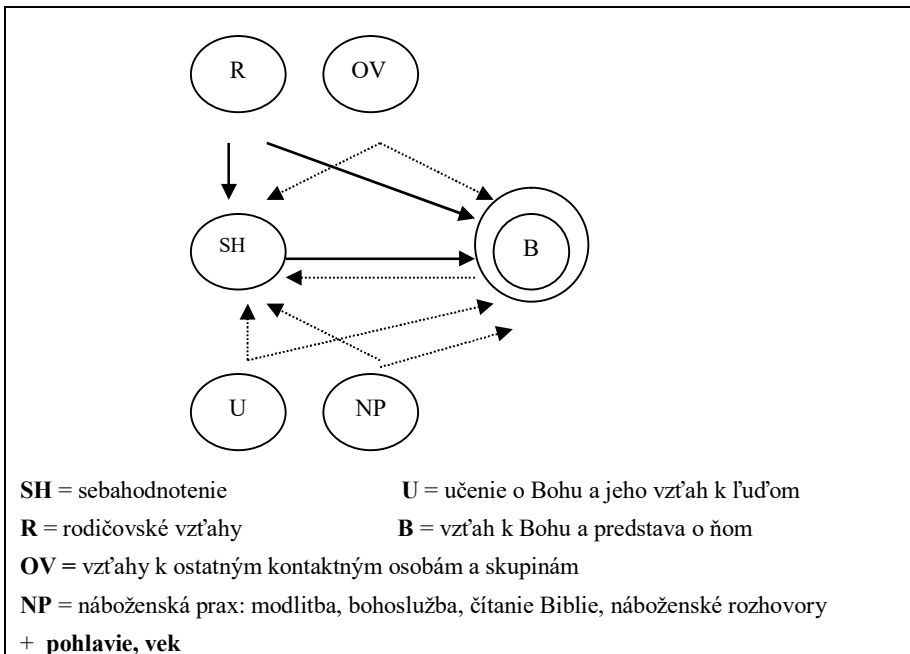 R OV
SH B
U NP
SH = sebahodnotenie U = učenie o Bohu a jeho vzťah k ľuďom
R = rodičovské vzťahy B = vzťah k Bohu a predstava o ňom
OV = vzťahy k ostatným kontaktným osobám a skupinám
NP = náboženská prax: modlitba, bohoslužba, čítanie Biblie, náboženské rozhovory
+ pohlavie, vek